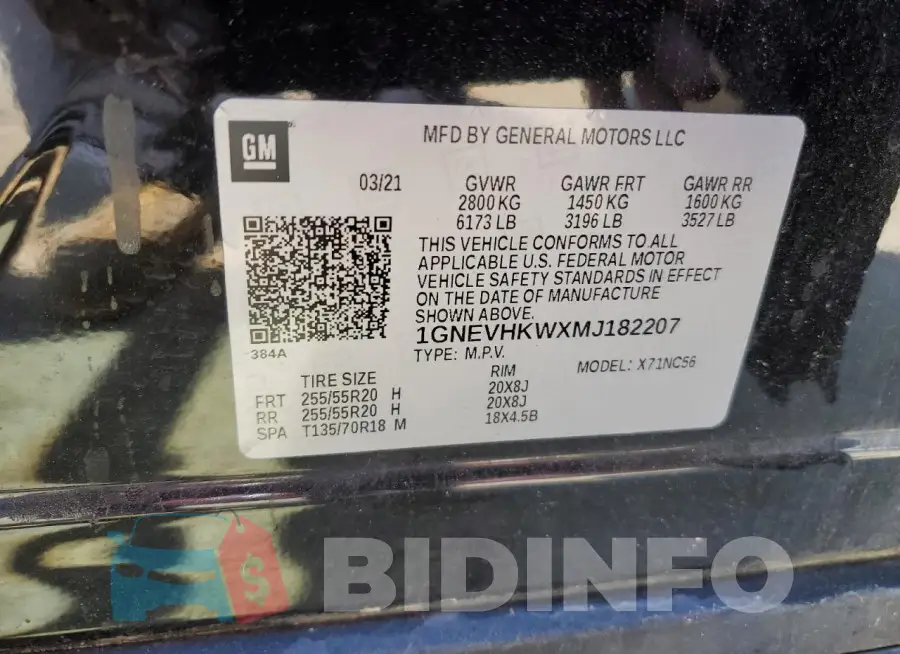 GM
MFD BY GENERAL MOTORS LLC
03/21
GVWR GAWR FRT GAWR RR
2800 KG 1450 KG 1600 KG
6173 LB 3196 LB 3527 LB
THIS VEHICLE CONFORMS TO ALL
APPLICABLE U.S. FEDERAL MOTOR
VEHICLE SAFETY STANDARDS IN EFFECT
ON THE DATE OF MANUFACTURE
SHOWN ABOVE.
1GNEVHKWXMJ182207
384A
TYPE: M.P.V. MODEL: X71NC56
TIRE SIZE RIM
FRT 255/55R20 H 20X8J
RR 255/55R20 H 20X8J
SPA T135/70R18 M 18X4.5B
$ BIDINFO